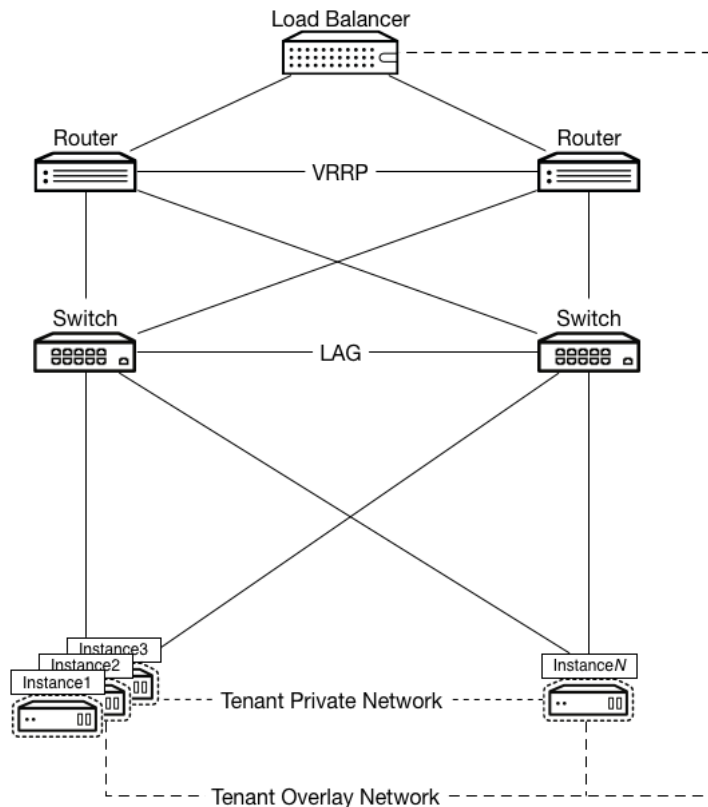 Load Balancer
Router
Router
VRRP
Switch
Switch
LAG
Instance3
Instance2
Instance1
InstanceN
Tenant Private Network
Tenant Overlay Network